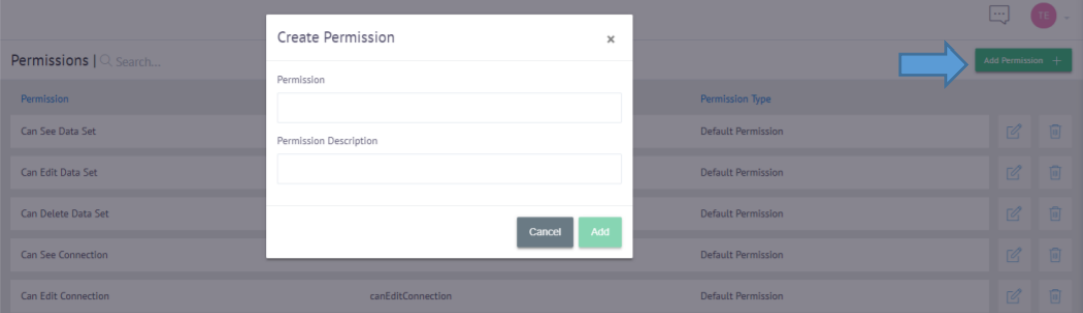 TE
Permissions | Search...
Add Permission +
Create Permission ×
Permission
Permission Description
Cancel
Add
Permission
Permission Type
Can See Data Set
Default Permission
Can Edit Data Set
Default Permission
Can Delete Data Set
Default Permission
Can See Connection
Default Permission
Can Edit Connection
canEditConnection
Default Permission